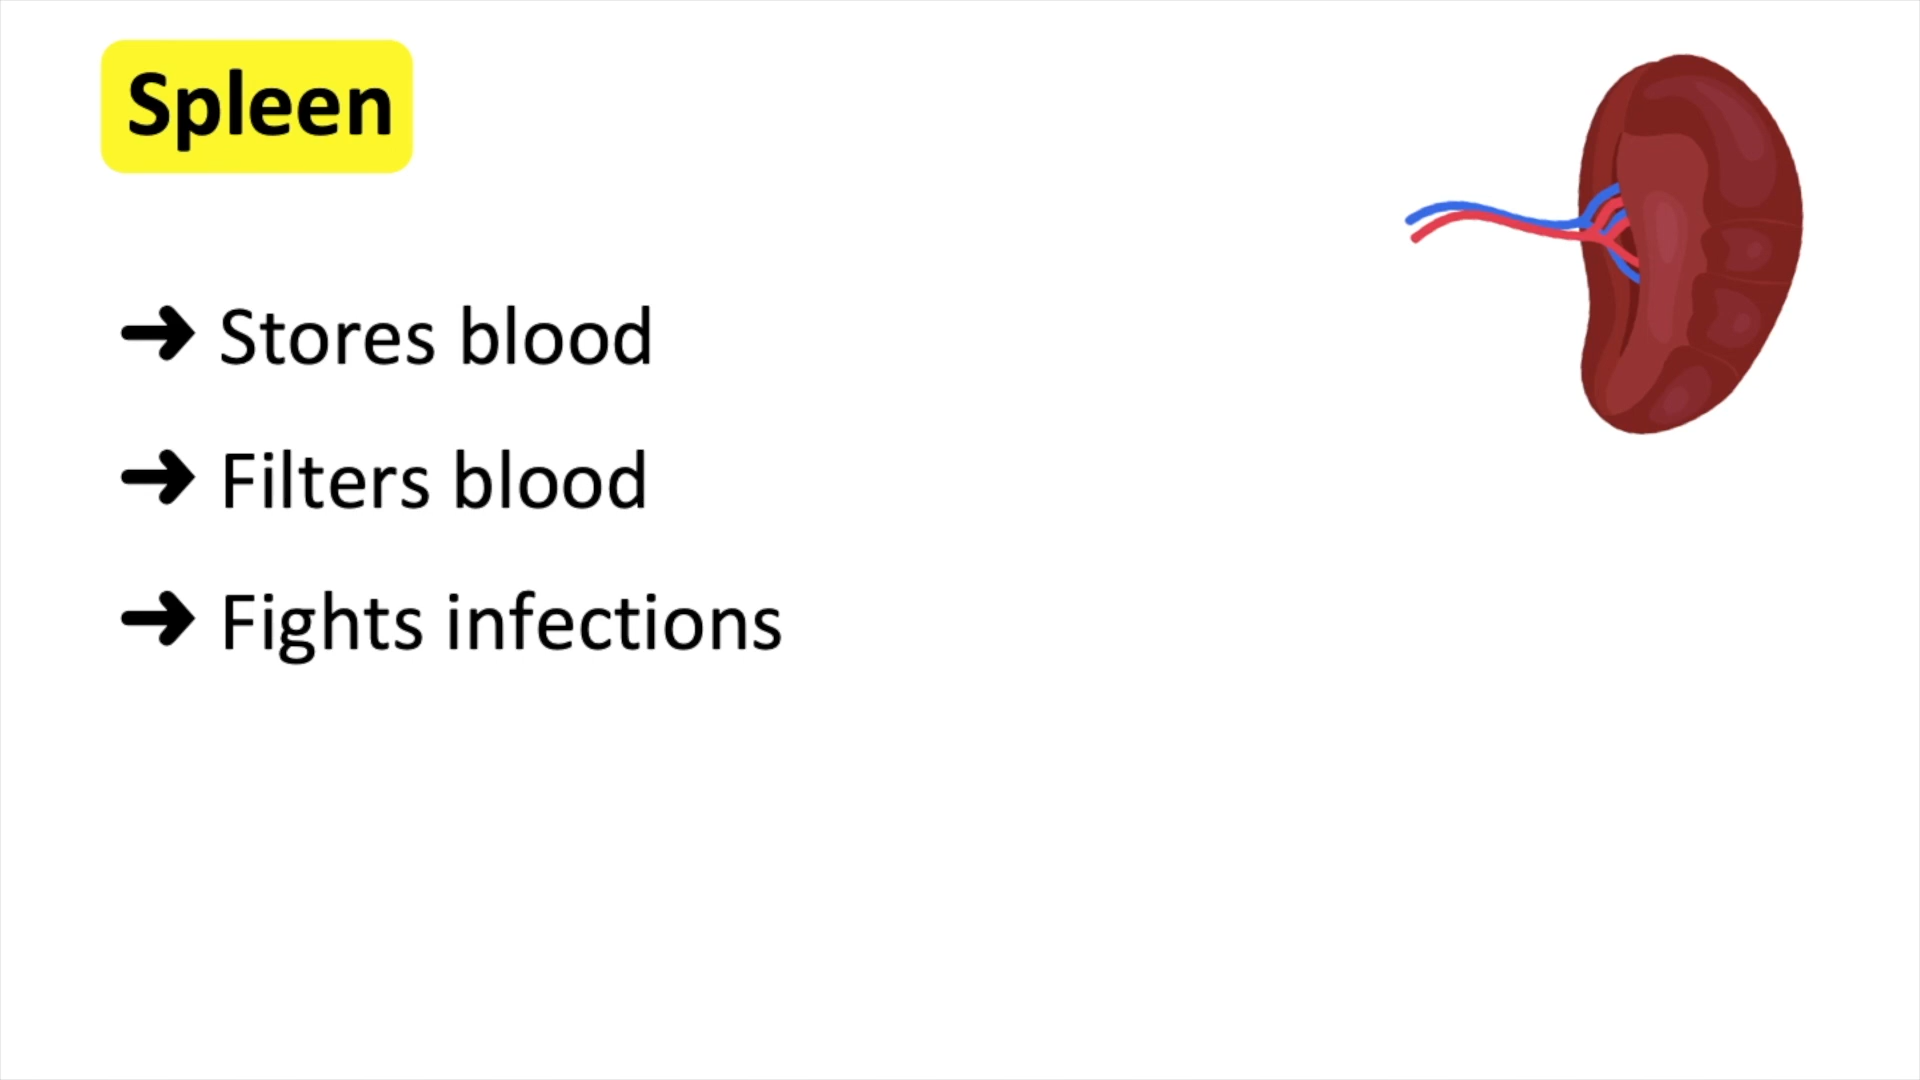 Spleen
➜ Stores blood
➜ Filters blood
➜ Fights infections